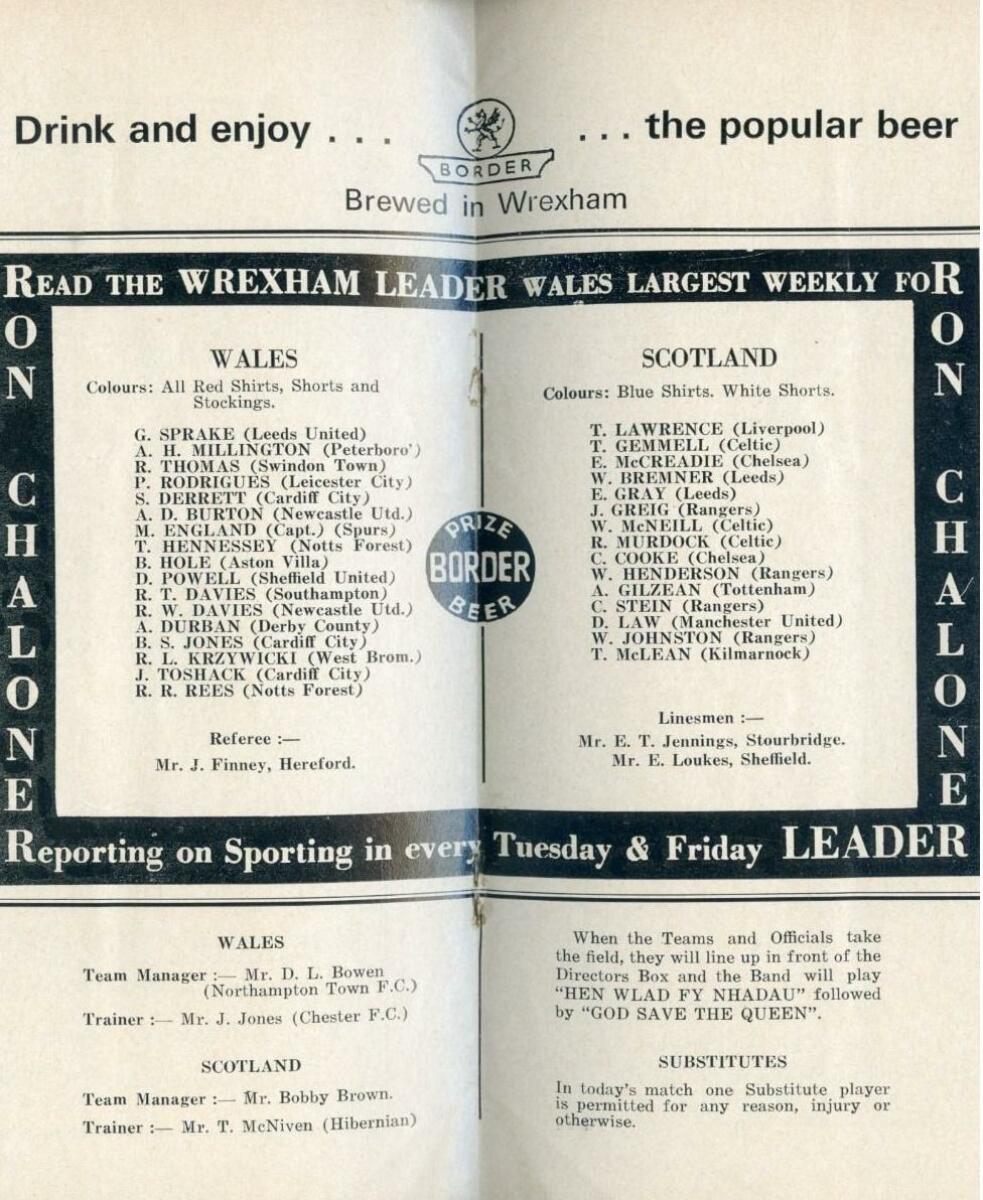 Drink and enjoy . . .
. . . the popular beer
BORDER
Brewed in Wrexham
READ THE WREXHAM LEADER WALES LARGEST WEEKLY FOR
RON CHALONER
WALES
Colours: All Red Shirts, Shorts and
Stockings.
G. SPRAKE (Leeds United)
A. H. MILLINGTON (Peterboro')
R. THOMAS (Swindon Town)
P. RODRIGUES (Leicester City)
S. DERRETT (Cardiff City)
A. D. BURTON (Newcastle Utd.)
M. ENGLAND (Capt.) (Spurs)
T. HENNESSEY (Notts Forest)
B. HOLE (Aston Villa)
D. POWELL (Sheffield United)
R. T. DAVIES (Southampton)
R. W. DAVIES (Newcastle Utd.)
A. DURBAN (Derby County)
B. S. JONES (Cardiff City)
R. L. KRZYWICKI (West Brom.)
J. TOSHACK (Cardiff City)
R. R. REES (Notts Forest)
Referee :—
Mr. J. Finney, Hereford.
PRIZE
BORDER
BEER
SCOTLAND
Colours: Blue Shirts. White Shorts.
T. LAWRENCE (Liverpool)
T. GEMMELL (Celtic)
E. McCREADIE (Chelsea)
W. BREMNER (Leeds)
E. GRAY (Leeds)
J. GREIG (Rangers)
W. McNEILL (Celtic)
R. MURDOCK (Celtic)
C. COOKE (Chelsea)
W. HENDERSON (Rangers)
A. GILZEAN (Tottenham)
C. STEIN (Rangers)
D. LAW (Manchester United)
W. JOHNSTON (Rangers)
T. McLEAN (Kilmarnock)
Linesmen :—
Mr. E. T. Jennings, Stourbridge.
Mr. E. Loukes, Sheffield.
RON CHALONE
Reporting on Sporting in every Tuesday & Friday LEADER
WALES
Team Manager :— Mr. D. L. Bowen
(Northampton Town F.C.)
Trainer :— Mr. J. Jones (Chester F.C.)
SCOTLAND
Team Manager :— Mr. Bobby Brown.
Trainer :— Mr. T. McNiven (Hibernian)
When the Teams and Officials take
the field, they will line up in front of the
Directors Box and the Band will play
"HEN WLAD FY NHADAU" followed
by "GOD SAVE THE QUEEN".
SUBSTITUTES
In today's match one Substitute player
is permitted for any reason, injury or
otherwise.